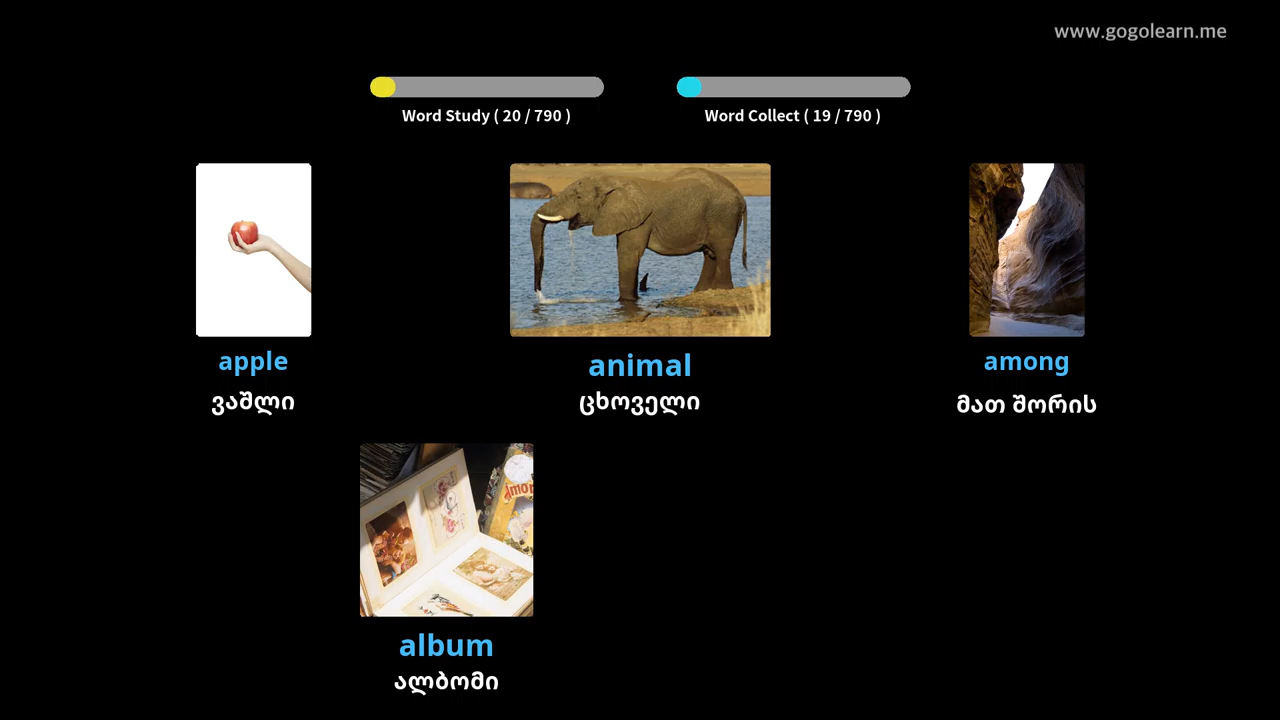 www.gogolearn.me
Word Study ( 20 / 790 )
Word Collect ( 19 / 790 )
apple
animal
among
ვაშლი
ცხოველი
მათ შორის
album
ალბომი